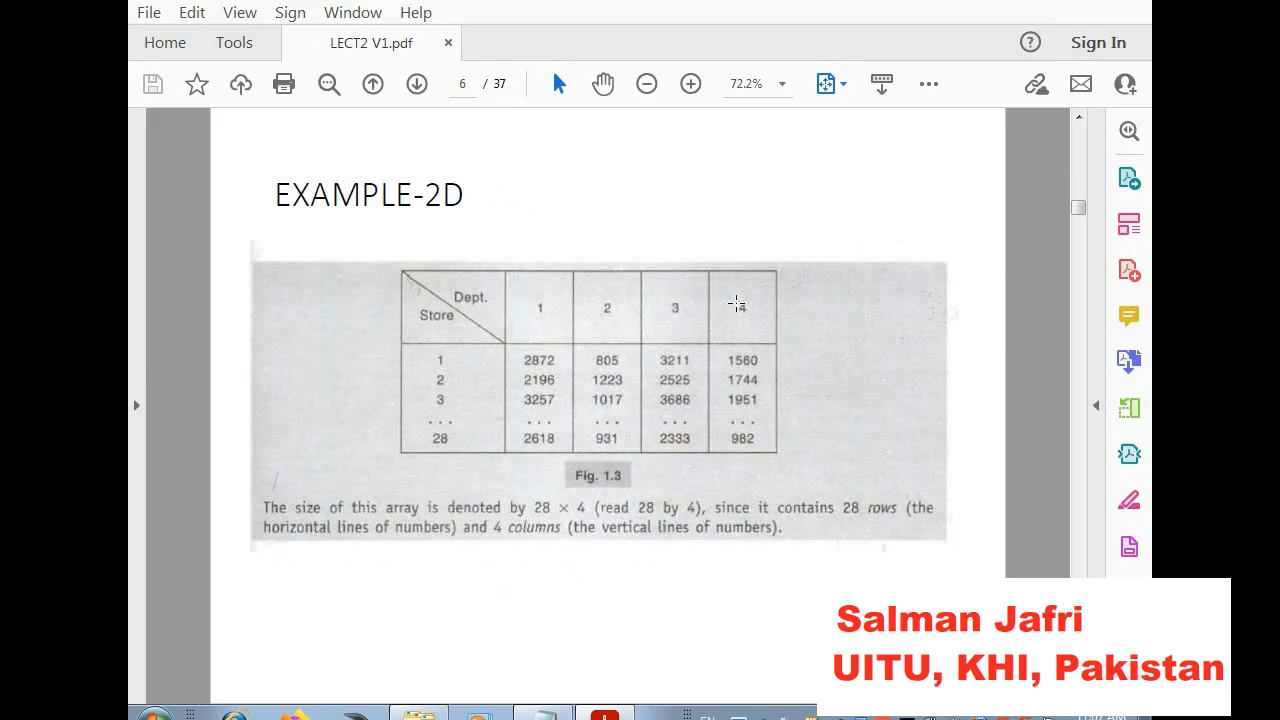 File Edit View Sign Window Help
Home Tools LECT2 V1.pdf × ? Sign In
6 / 37 72.2%
EXAMPLE-2D
Dept.
Store 1 2 3 4
1 2872 805 3211 1560
2 2196 1223 2525 1744
3 3257 1017 3686 1951
... ... ... ... ...
28 2618 931 2333 982
Fig. 1.3
The size of this array is denoted by 28 × 4 (read 28 by 4), since it contains 28 rows (the
horizontal lines of numbers) and 4 columns (the vertical lines of numbers).
Salman Jafri
UITU, KHI, Pakistan
EN